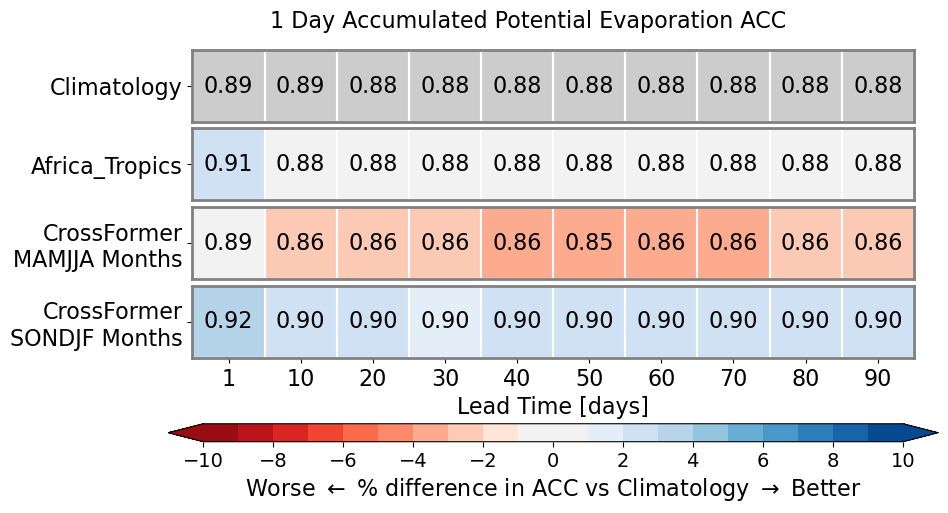 1 Day Accumulated Potential Evaporation ACC
Climatology 0.89 0.89 0.88 0.88 0.88 0.88 0.88 0.88 0.88 0.88
Africa_Tropics 0.91 0.88 0.88 0.88 0.88 0.88 0.88 0.88 0.88 0.88
CrossFormer
MAMJJA Months 0.89 0.86 0.86 0.86 0.86 0.85 0.86 0.86 0.86 0.86
CrossFormer
SONDJF Months 0.92 0.90 0.90 0.90 0.90 0.90 0.90 0.90 0.90 0.90
1 10 20 30 40 50 60 70 80 90
Lead Time [days]
−10 −8 −6 −4 −2 0 2 4 6 8 10
Worse ← % difference in ACC vs Climatology → Better